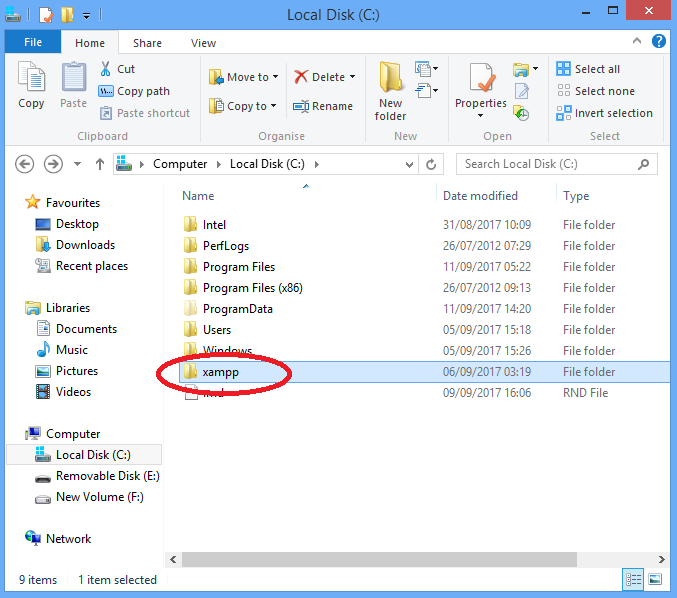 Local Disk (C:)
File Home Share View
Copy
Paste
Cut
Copy path
Paste shortcut
Clipboard
Move to
Copy to
Delete
Rename
Organise
New
folder
New
Properties
Open
Select all
Select none
Invert selection
Select
Computer Local Disk (C:)
Search Local Disk (C:)
Favourites
Desktop
Downloads
Recent places
Libraries
Documents
Music
Pictures
Videos
Computer
Local Disk (C:)
Removable Disk (E:)
New Volume (F:)
Network
Name Date modified Type
Intel 31/08/2017 10:09 File folder
PerfLogs 26/07/2012 07:29 File folder
Program Files 11/09/2017 05:22 File folder
Program Files (x86) 26/07/2012 09:13 File folder
ProgramData 11/09/2017 14:20 File folder
Users 05/09/2017 15:18 File folder
Windows 05/09/2017 15:26 File folder
xampp 06/09/2017 03:19 File folder
09/09/2017 16:06 RND File
9 items 1 item selected